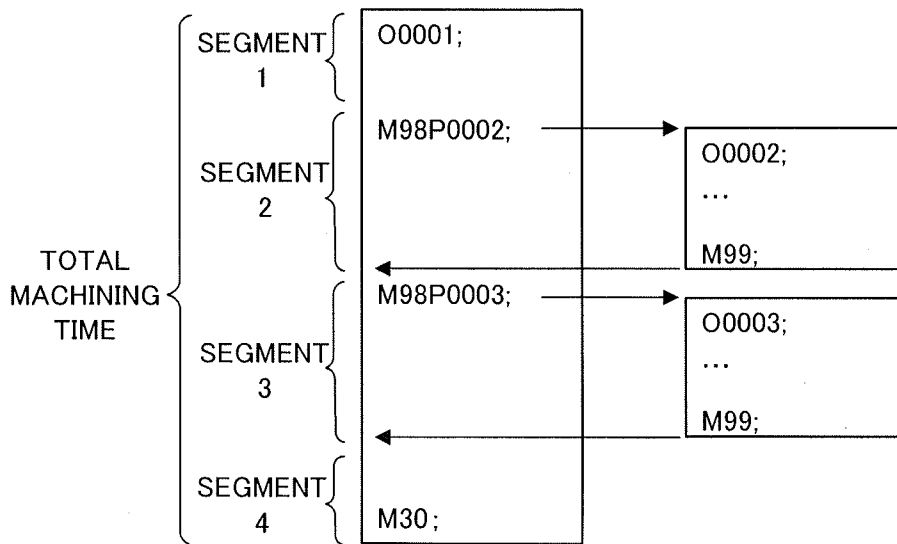 TOTAL
MACHINING
TIME
SEGMENT
1
SEGMENT
2
SEGMENT
3
SEGMENT
4
O0001;
M98P0002;
M98P0003;
M30;
O0002;
...
M99;
O0003;
...
M99;